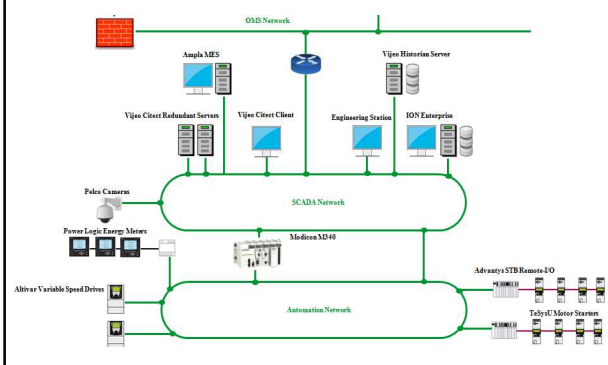 OMS Network
Ampla MES
Vijeo Historian Server
Vijeo Citect Redundant Servers
Vijeo Citect Client
Engineering Station
ION Enterprise
Pelco Cameras
SCADA Network
Power Logic Energy Meters
Modicon M340
Advantys STB Remote-I/O
Altivar Variable Speed Drives
Automation Network
TeSysU Motor Starters